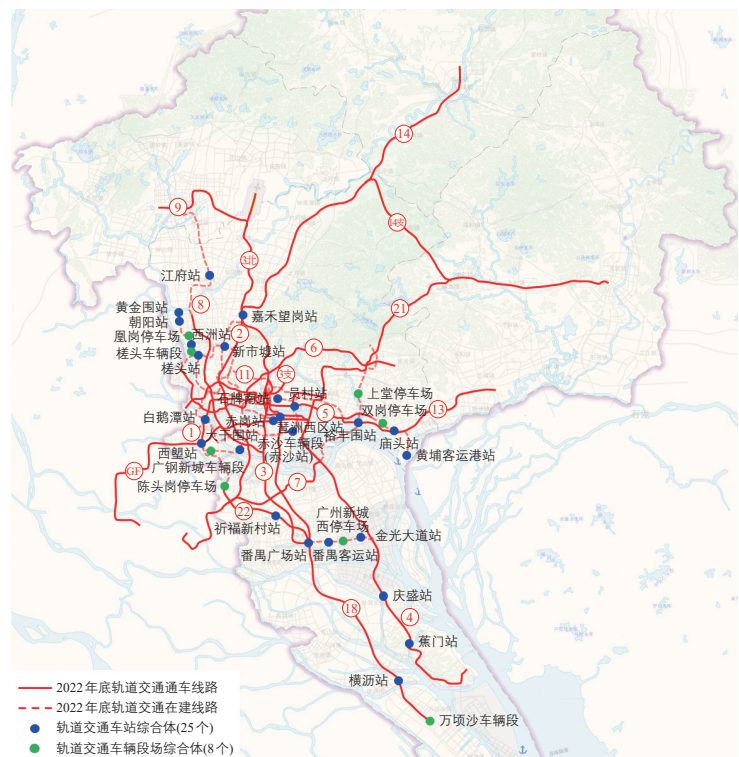 14
9
14支
3北
江府站
21
8
黄金围站
朝阳站
嘉禾望岗站
凰岗停车场
西洲站
2
槎头车辆段
新市墟站
6
槎头站
11
3支
上堂停车场
石牌南站
员村站
双岗停车场
13
5
白鹅潭站
赤岗站
琶洲西区站
裕丰围站
大干围站
庙头站
1
赤沙车辆段
(赤沙站)
黄埔客运港站
西塱站
广钢新城车辆段
GF
3
7
陈头岗停车场
22
广州新城
西停车场
祈福新村站
金光大道站
番禺广场站
番禺客运站
庆盛站
18
4
蕉门站
横沥站
万顷沙车辆段
2022年底轨道交通通车线路
2022年底轨道交通在建线路
轨道交通车站综合体(25个)
轨道交通车辆段场综合体(8个)